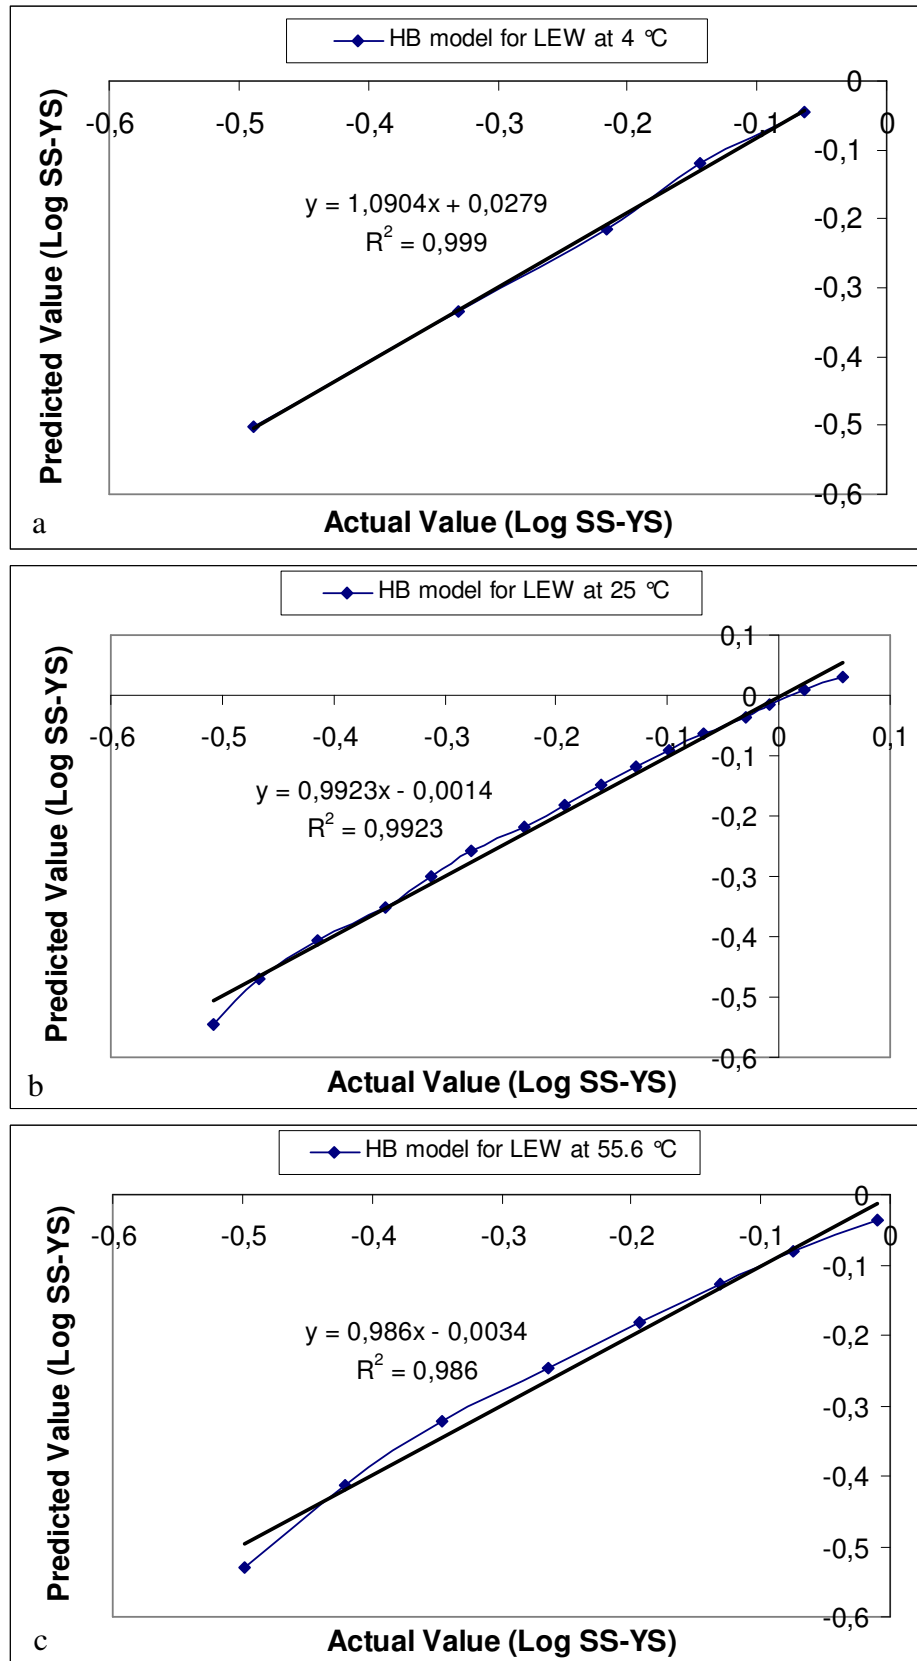 HB model for LEW at 4 °C
0
-0,6 -0,5 -0,4 -0,3 -0,2 -0,1 0
-0,1
-0,2
-0,3
-0,4
-0,5
-0,6
y = 1,0904x + 0,0279
R² = 0,999
Predicted Value (Log SS-YS)
Actual Value (Log SS-YS)
a
HB model for LEW at 25 °C
0,1
0
-0,6 -0,5 -0,4 -0,3 -0,2 -0,1 0 0,1
-0,1
-0,2
-0,3
-0,4
-0,5
-0,6
y = 0,9923x - 0,0014
R² = 0,9923
Predicted Value (Log SS-YS)
Actual Value (Log SS-YS)
b
HB model for LEW at 55.6 °C
0
-0,6 -0,5 -0,4 -0,3 -0,2 -0,1 0
-0,1
-0,2
-0,3
-0,4
-0,5
-0,6
y = 0,986x - 0,0034
R² = 0,986
Predicted Value (Log SS-YS)
Actual Value (Log SS-YS)
c